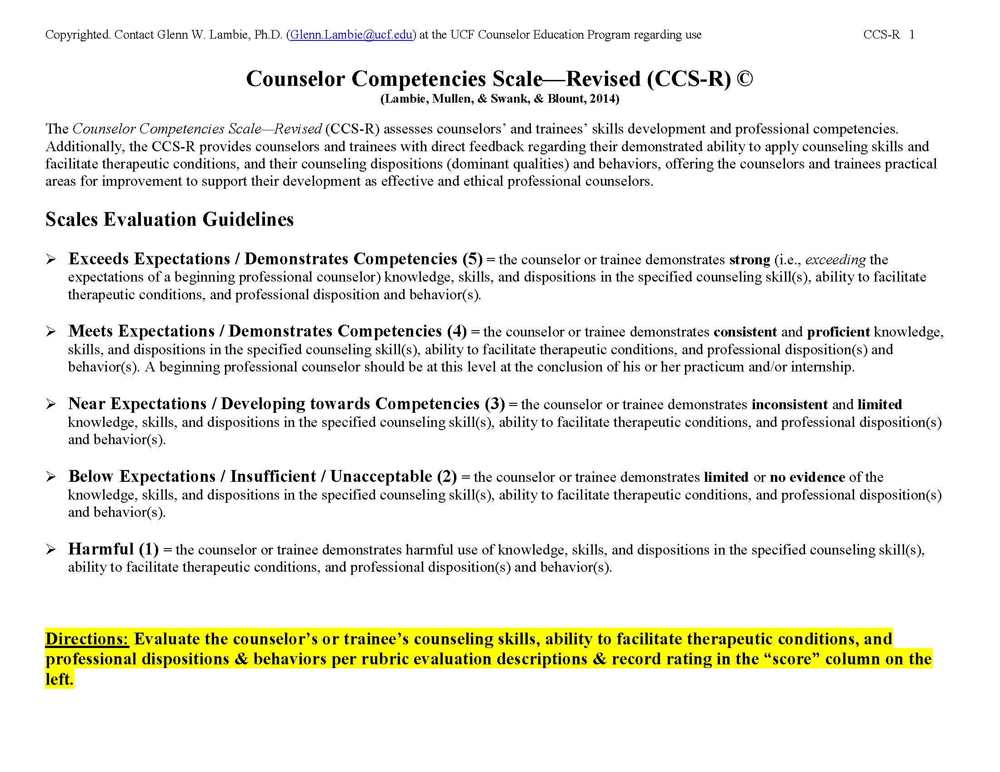 Copyrighted. Contact Glenn W. Lambie, Ph.D. (Glenn.Lambie@ucf.edu) at the UCF Counselor Education Program regarding use CCS-R 1
Counselor Competencies Scale—Revised (CCS-R) ©
(Lambie, Mullen, & Swank, & Blount, 2014)
The Counselor Competencies Scale—Revised (CCS-R) assesses counselors’ and trainees’ skills development and professional competencies.
Additionally, the CCS-R provides counselors and trainees with direct feedback regarding their demonstrated ability to apply counseling skills and
facilitate therapeutic conditions, and their counseling dispositions (dominant qualities) and behaviors, offering the counselors and trainees practical
areas for improvement to support their development as effective and ethical professional counselors.
Scales Evaluation Guidelines
➢ Exceeds Expectations / Demonstrates Competencies (5) = the counselor or trainee demonstrates strong (i.e., exceeding the
expectations of a beginning professional counselor) knowledge, skills, and dispositions in the specified counseling skill(s), ability to facilitate
therapeutic conditions, and professional disposition and behavior(s).
➢ Meets Expectations / Demonstrates Competencies (4) = the counselor or trainee demonstrates consistent and proficient knowledge,
skills, and dispositions in the specified counseling skill(s), ability to facilitate therapeutic conditions, and professional disposition(s) and
behavior(s). A beginning professional counselor should be at this level at the conclusion of his or her practicum and/or internship.
➢ Near Expectations / Developing towards Competencies (3) = the counselor or trainee demonstrates inconsistent and limited
knowledge, skills, and dispositions in the specified counseling skill(s), ability to facilitate therapeutic conditions, and professional disposition(s)
and behavior(s).
➢ Below Expectations / Insufficient / Unacceptable (2) = the counselor or trainee demonstrates limited or no evidence of the
knowledge, skills, and dispositions in the specified counseling skill(s), ability to facilitate therapeutic conditions, and professional disposition(s)
and behavior(s).
➢ Harmful (1) = the counselor or trainee demonstrates harmful use of knowledge, skills, and dispositions in the specified counseling skill(s),
ability to facilitate therapeutic conditions, and professional disposition(s) and behavior(s).
Directions: Evaluate the counselor’s or trainee’s counseling skills, ability to facilitate therapeutic conditions, and
professional dispositions & behaviors per rubric evaluation descriptions & record rating in the “score” column on the
left.